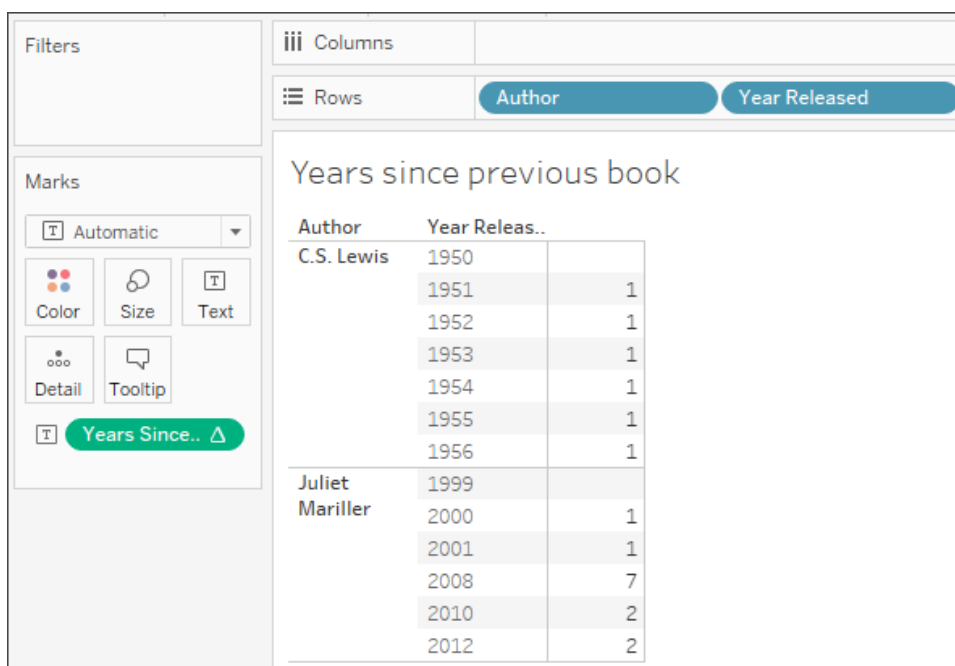 Filters
Columns
Rows Author Year Released
Marks
T Automatic
Color Size T Text
Detail Tooltip
T Years Since.. Δ
Years since previous book
Author Year Releas..
C.S. Lewis 1950
1951 1
1952 1
1953 1
1954 1
1955 1
1956 1
Juliet 1999
Mariller 2000 1
2001 1
2008 7
2010 2
2012 2